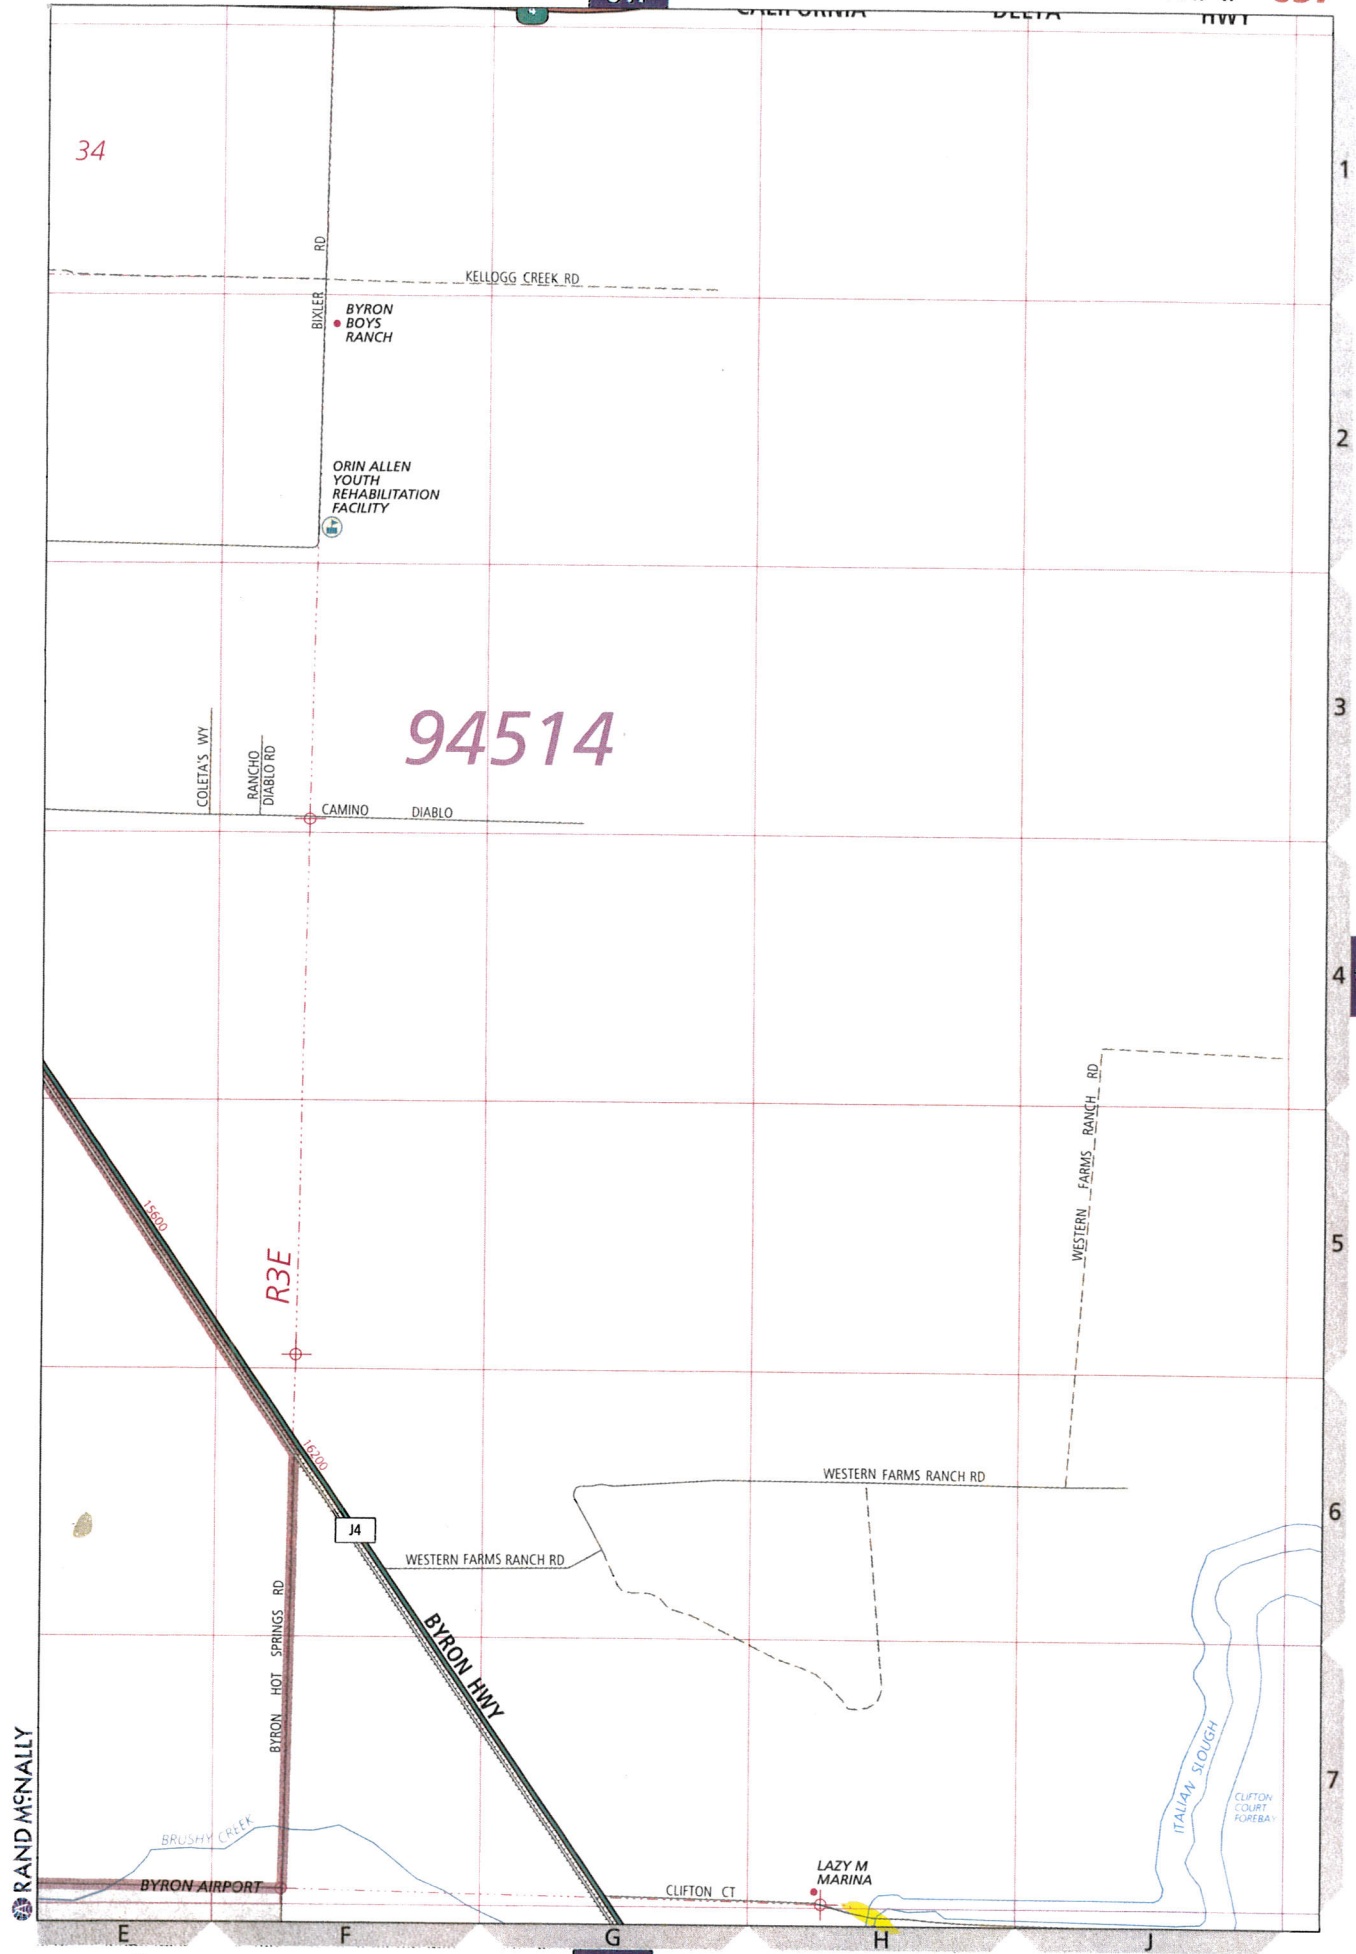 CALIFORNIA DELTA HWY
34
1
BIXLER RD
KELLOGG CREEK RD
BYRON
BOYS
RANCH
2
ORIN ALLEN
YOUTH
REHABILITATION
FACILITY
94514
3
COLETA'S WY
RANCHO
DIABLO RD
CAMINO DIABLO
4
WESTERN FARMS RANCH RD
15600
R3E
5
16200
WESTERN FARMS RANCH RD
6
J4
WESTERN FARMS RANCH RD
BYRON HOT SPRINGS RD
BYRON HWY
ITALIAN SLOUGH
CLIFTON
COURT
FOREBAY
7
BRUSHY CREEK
BYRON AIRPORT
LAZY M
MARINA
CLIFTON CT
RAND McNALLY
E F G H J